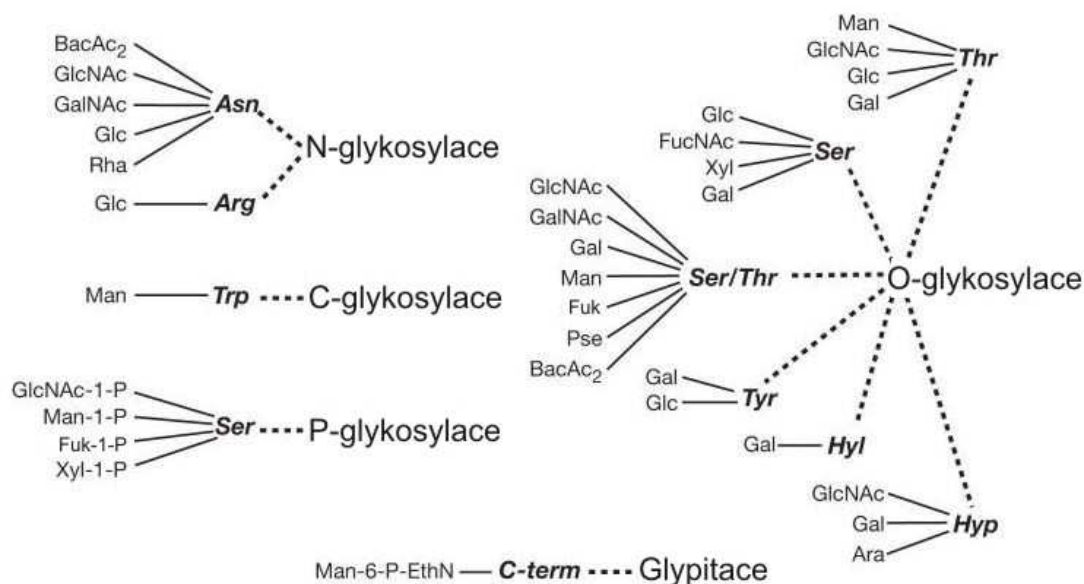 BacAc2
GlcNAc
GalNAc
Glc
Rha
Asn
Glc
Arg
N-glykosylace
Man
Trp
C-glykosylace
GlcNAc-1-P
Man-1-P
Fuk-1-P
Xyl-1-P
Ser
P-glykosylace
Man
GlcNAc
Glc
Gal
Thr
Glc
FucNAc
Xyl
Gal
Ser
GlcNAc
GalNAc
Gal
Man
Fuk
Pse
BacAc2
Ser/Thr
O-glykosylace
Gal
Glc
Tyr
Gal
Hyl
GlcNAc
Gal
Ara
Hyp
Man-6-P-EthN
C-term
Glypitace